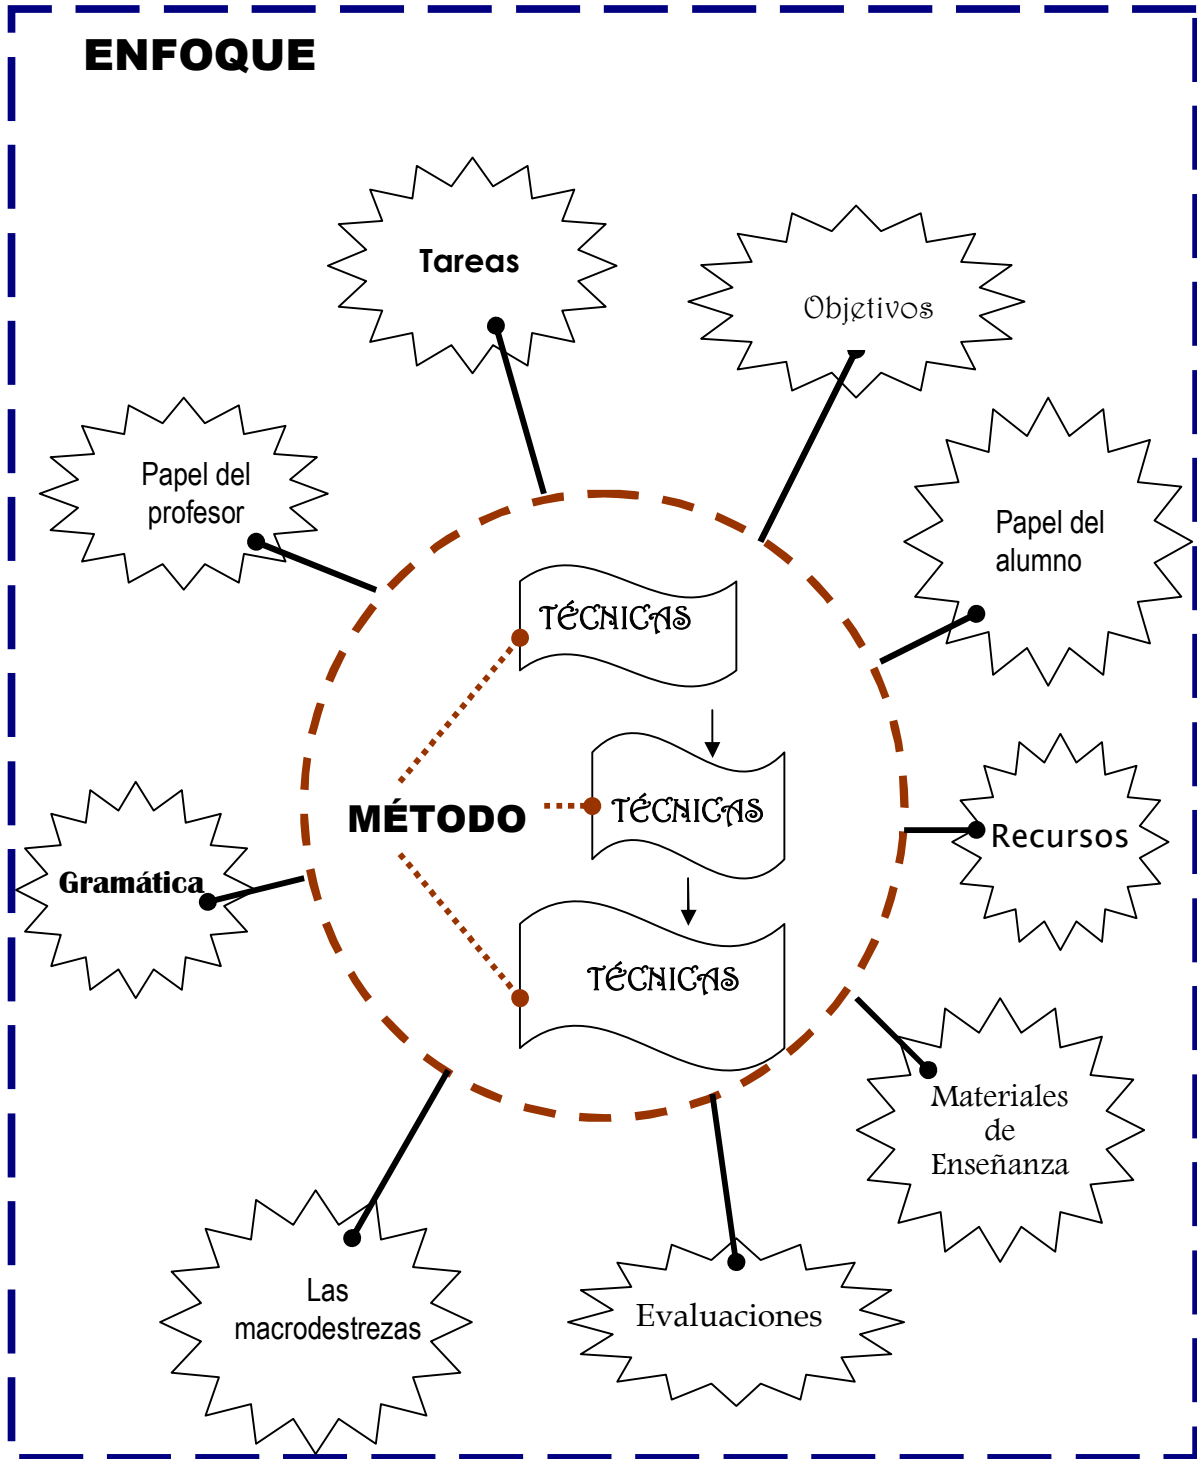 ENFOQUE
Tareas
Objetivos
Papel del
profesor
Papel del
alumno
TÉCNICAS
MÉTODO
TÉCNICAS
Recursos
Gramática
TÉCNICAS
Materiales
de
Enseñanza
Las
macrodestrezas
Evaluaciones